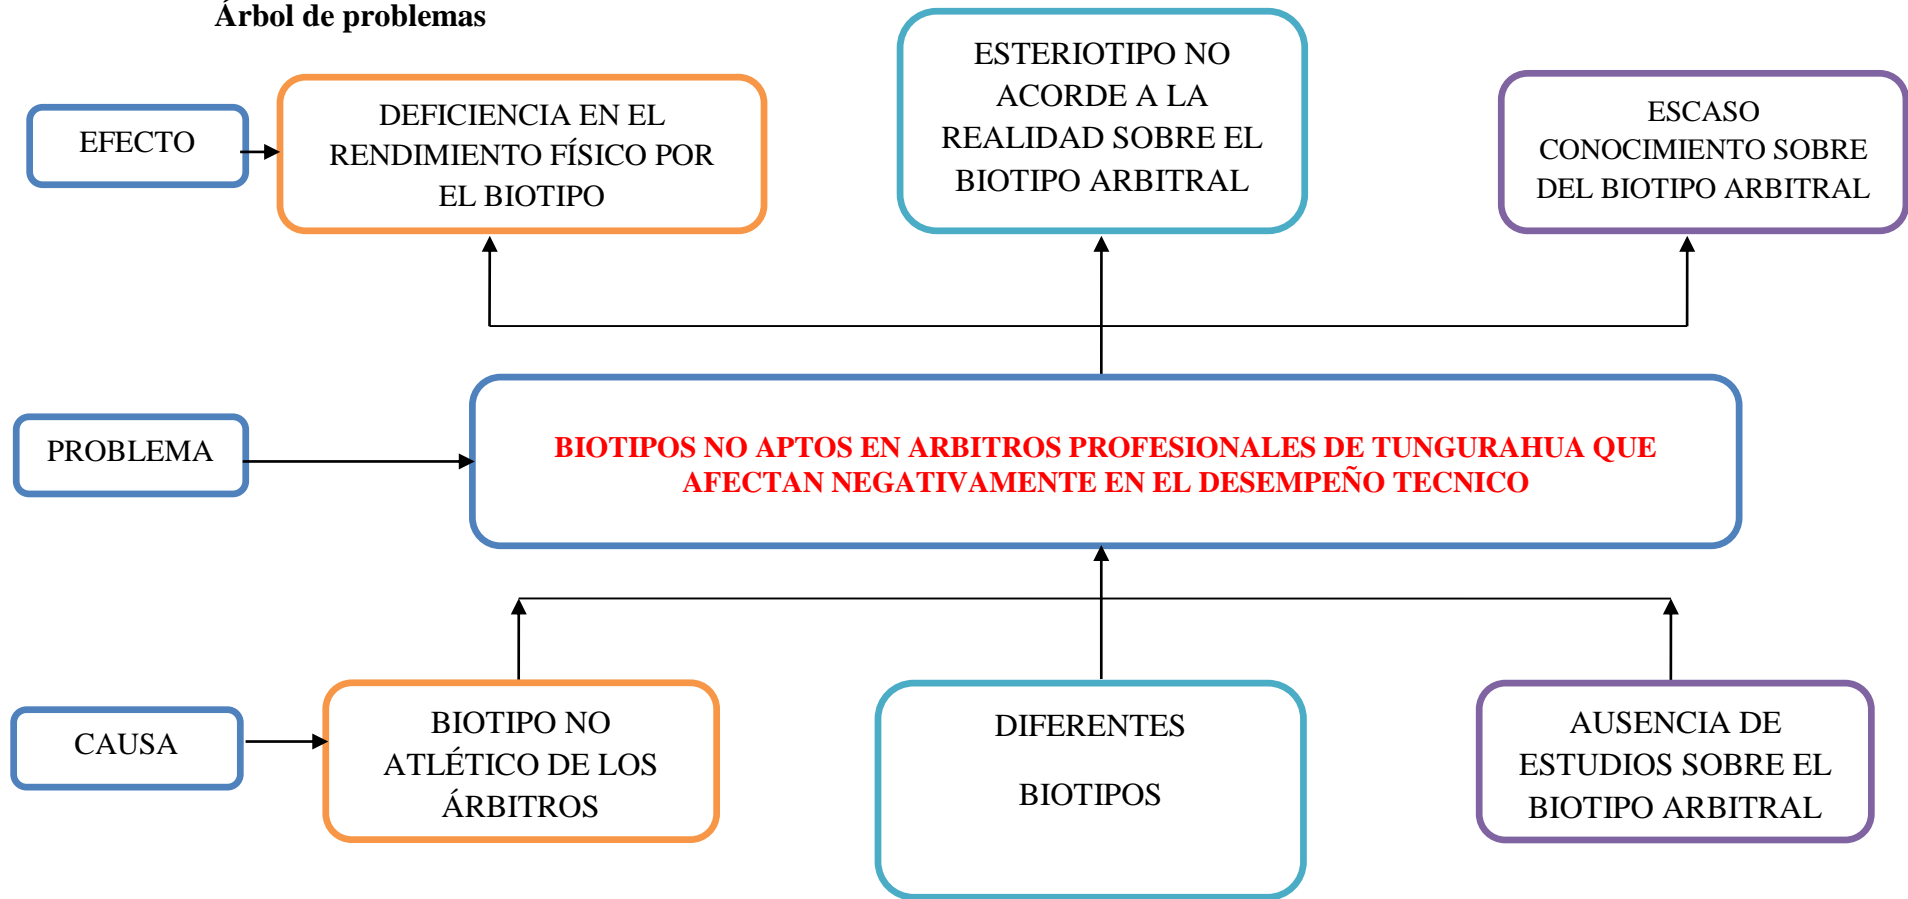 Árbol de problemas
EFECTO
DEFICIENCIA EN EL
RENDIMIENTO FÍSICO POR
EL BIOTIPO
ESTERIOTIPO NO
ACORDE A LA
REALIDAD SOBRE EL
BIOTIPO ARBITRAL
ESCASO
CONOCIMIENTO SOBRE
DEL BIOTIPO ARBITRAL
PROBLEMA
BIOTIPOS NO APTOS EN ARBITROS PROFESIONALES DE TUNGURAHUA QUE
AFECTAN NEGATIVAMENTE EN EL DESEMPEÑO TECNICO
CAUSA
BIOTIPO NO
ATLÉTICO DE LOS
ÁRBITROS
DIFERENTES
BIOTIPOS
AUSENCIA DE
ESTUDIOS SOBRE EL
BIOTIPO ARBITRAL